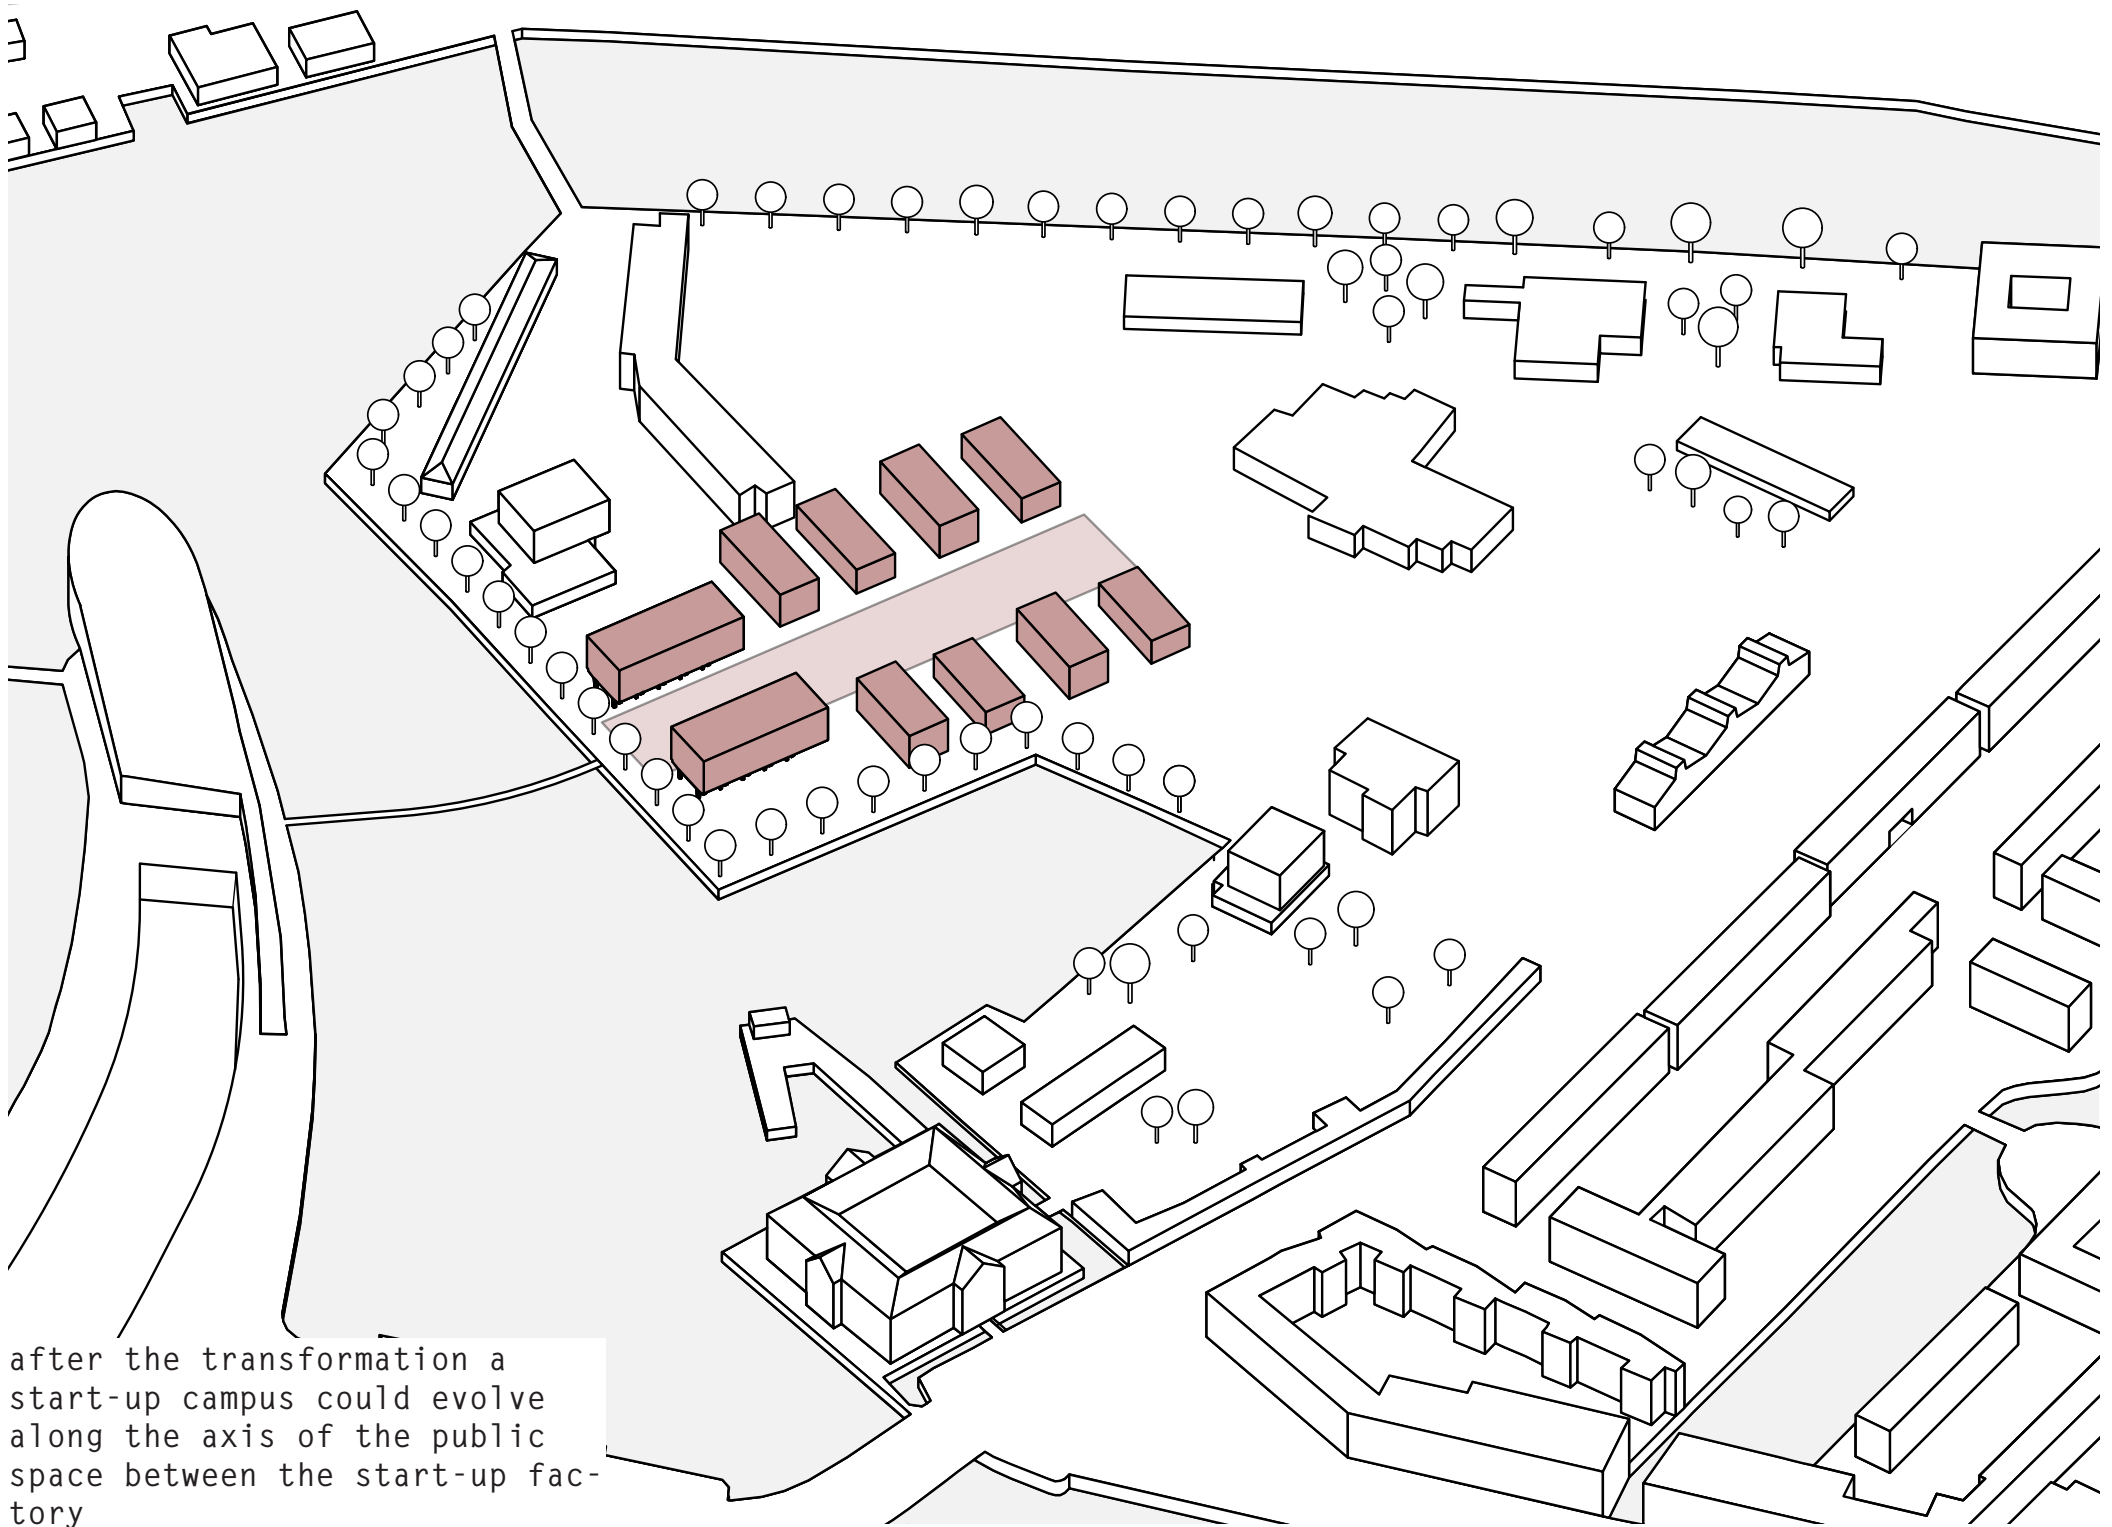 after the transformation a
start-up campus could evolve
along the axis of the public
space between the start-up fac-
tory